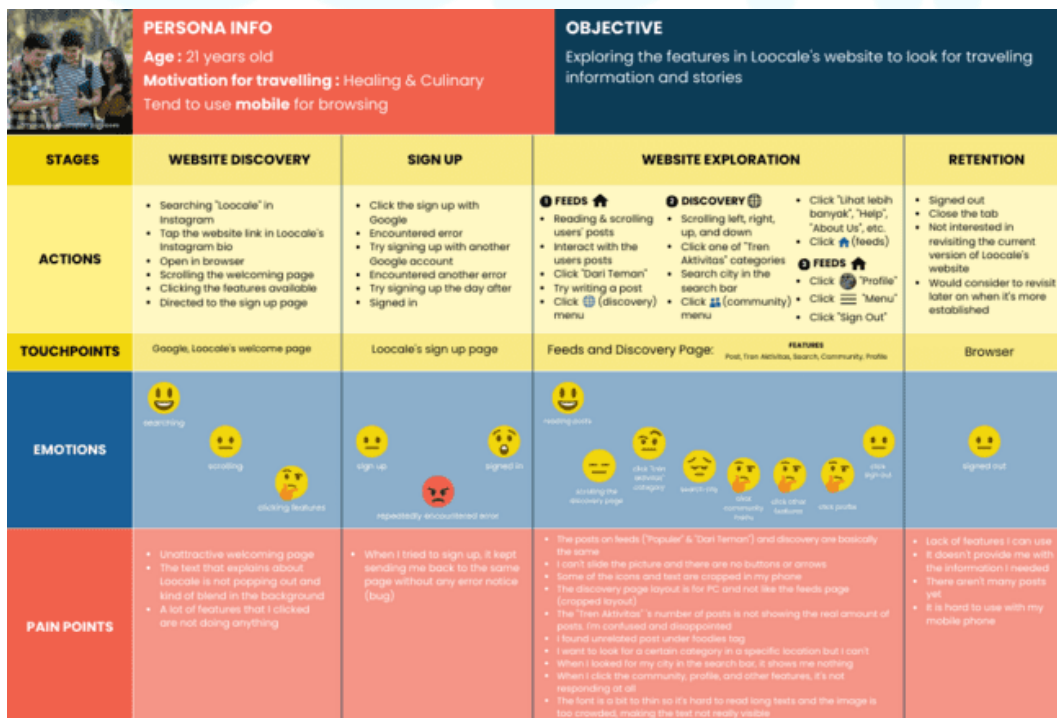 PERSONA INFO
Age : 21 years old
Motivation for travelling : Healing & Culinary
Tend to use mobile for browsing
OBJECTIVE
Exploring the features in Loocale's website to look for traveling
information and stories
STAGES
WEBSITE DISCOVERY
SIGN UP
WEBSITE EXPLORATION
RETENTION
ACTIONS
• Searching "Loocale" in
Instagram
• Tap the website link in Loocale's
Instagram bio
• Open in browser
• Scrolling the welcoming page
• Clicking the features available
• Directed to the sign up page
• Click the sign up with
Google
• Encountered error
• Try signing up with another
Google account
• Encountered another error
• Try signing up the day after
• Signed in
1 FEEDS
• Reading & scrolling
users' posts
• Interact with the
users posts
• Click "Dari Teman"
• Try writing a post
• Click (discovery)
menu
2 DISCOVERY
• Scrolling left, right,
up, and down
• Click one of "Tren
Aktivitas" categories
• Search city in the
search bar
• Click (community)
menu
• Click "Lihat lebih
banyak", "Help",
"About Us", etc.
• Click (feeds)
3 FEEDS
• Click "Profile"
• Click "Menu"
• Click "Sign Out"
• Signed out
• Close the tab
• Not interested in
revisiting the current
version of Loocale's
website
• Would consider to revisit
later on when it's more
established
TOUCHPOINTS
Google, Loocale's welcome page
Loocale's sign up page
Feeds and Discovery Page:
FEATURES
Post, Tren Aktivitas, Search, Community, Profile
Browser
EMOTIONS
searching
scrolling
clicking features
sign up
repeatedly encountered error
signed in
reading posts
scrolling the
discovery page
click "Tren
Aktivitas"
category
search city
click
community
menu
click other
features
click profile
click
sign out
signed out
PAIN POINTS
• Unattractive welcoming page
• The text that explains about
Loocale is not popping out and
kind of blend in the background
• A lot of features that I clicked
are not doing anything
• When I tried to sign up, it kept
sending me back to the same
page without any error notice
(bug)
• The posts on feeds ("Populer" & "Dari Teman") and discovery are basically
the same
• I can't slide the picture and there are no buttons or arrows
• Some of the icons and text are cropped in my phone
• The discovery page layout is for PC and not like the feeds page
(cropped layout)
• The "Tren Aktivitas" 's number of posts is not showing the real amount of
posts. I'm confused and disappointed
• I found unrelated post under foodies tag
• I want to look for a certain category in a specific location but I can't
• When I looked for my city in the search bar, it shows me nothing
• When I click the community, profile, and other features, it's not
responding at all
• The font is a bit to thin so it's hard to read long texts and the image is
too crowded, making the text not really visible
• Lack of features I can use
• It doesn't provide me with
the information I needed
• There aren't many posts
yet
• It is hard to use with my
mobile phone